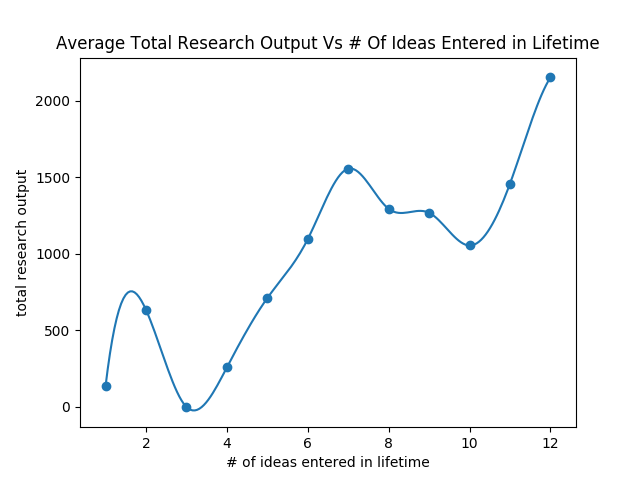 Average Total Research Output Vs # Of Ideas Entered in Lifetime
total research output
2000
1500
1000
500
0
2 4 6 8 10 12
# of ideas entered in lifetime